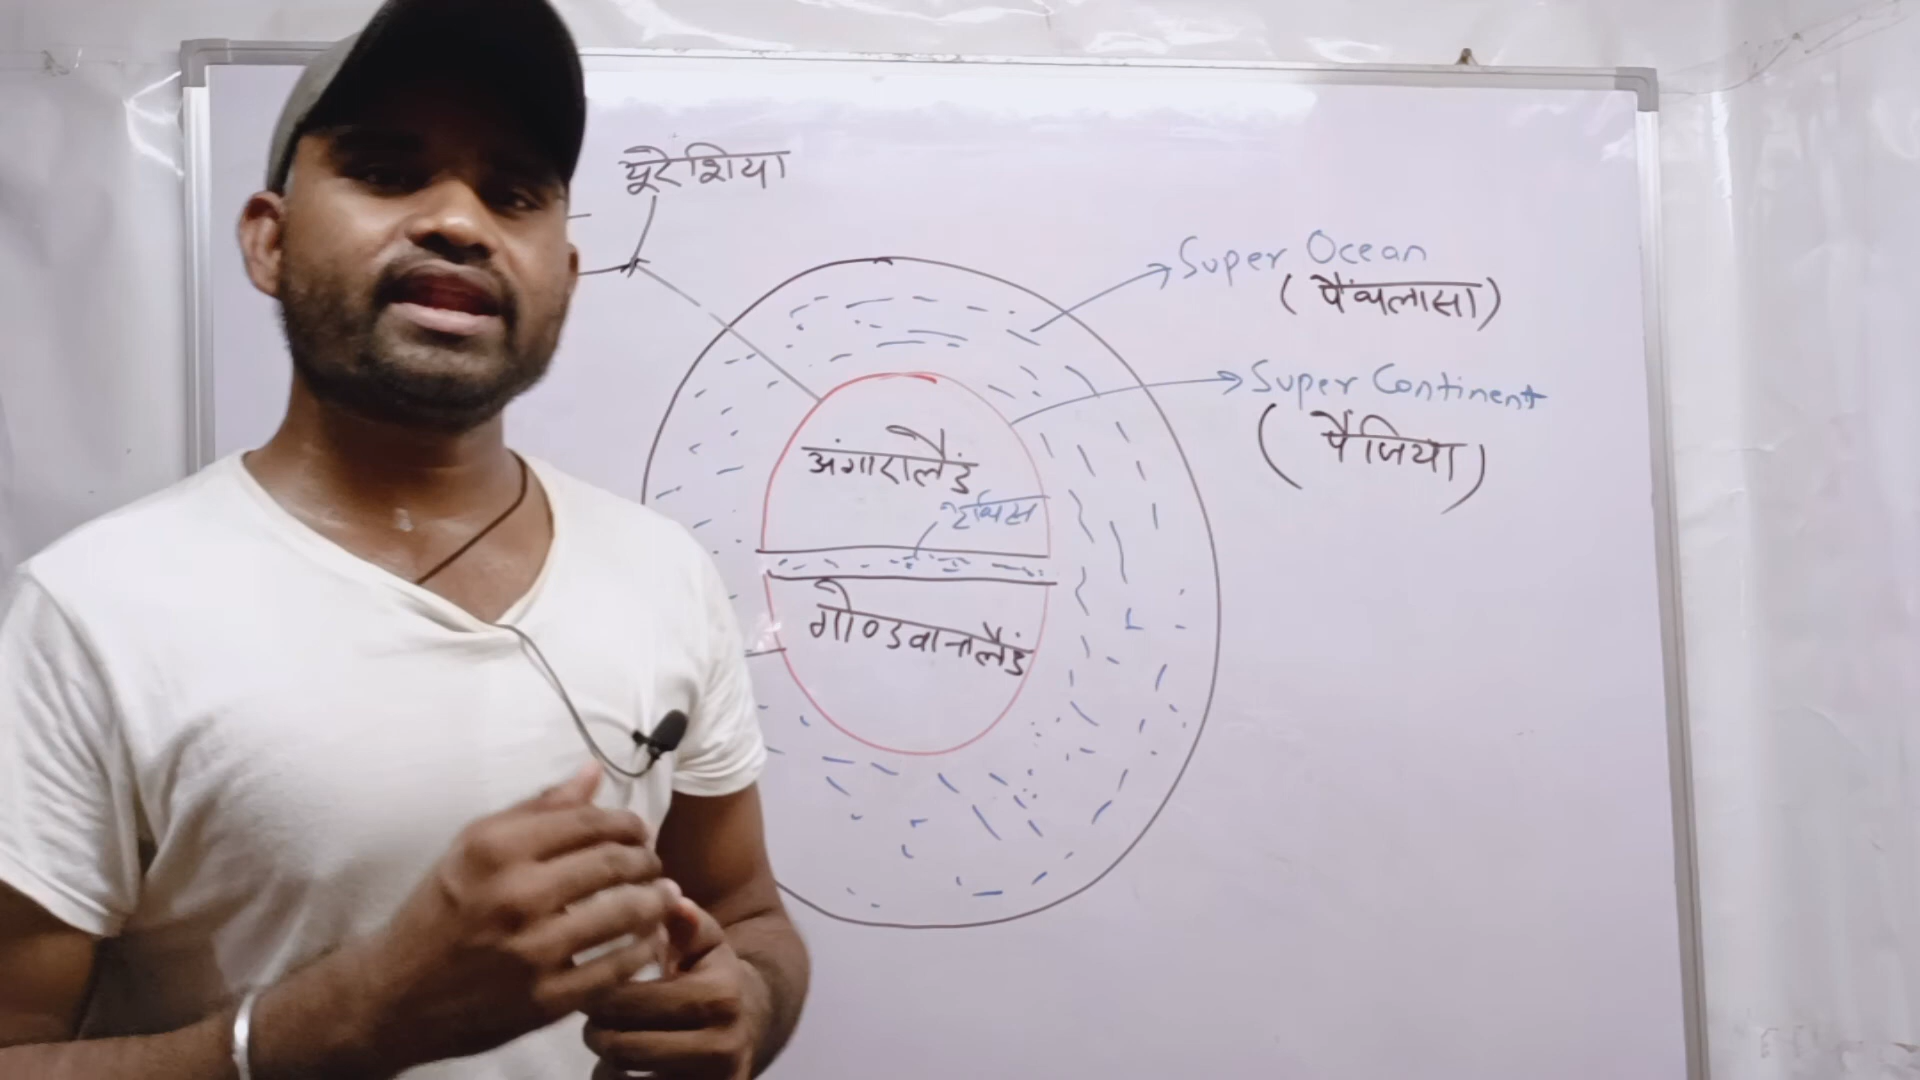 यूरेशिया
Super Ocean
(पैंथलासा)
Super Continent
(पैंजिया)
अंगारालैंड
टेथिस
गोण्डवानालैंड